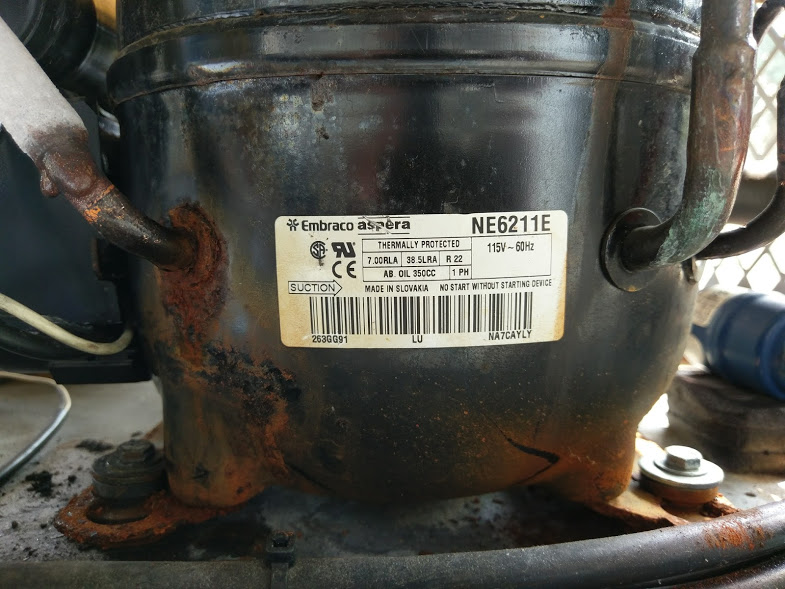 Embraco aspera NE6211E
THERMALLY PROTECTED 115V ~ 60Hz
7.00RLA 38.5LRA R 22
AB. OIL 350CC 1 PH
SUCTION MADE IN SLOVAKIA NO START WITHOUT STARTING DEVICE
263GG91 LU NA7CAYLY